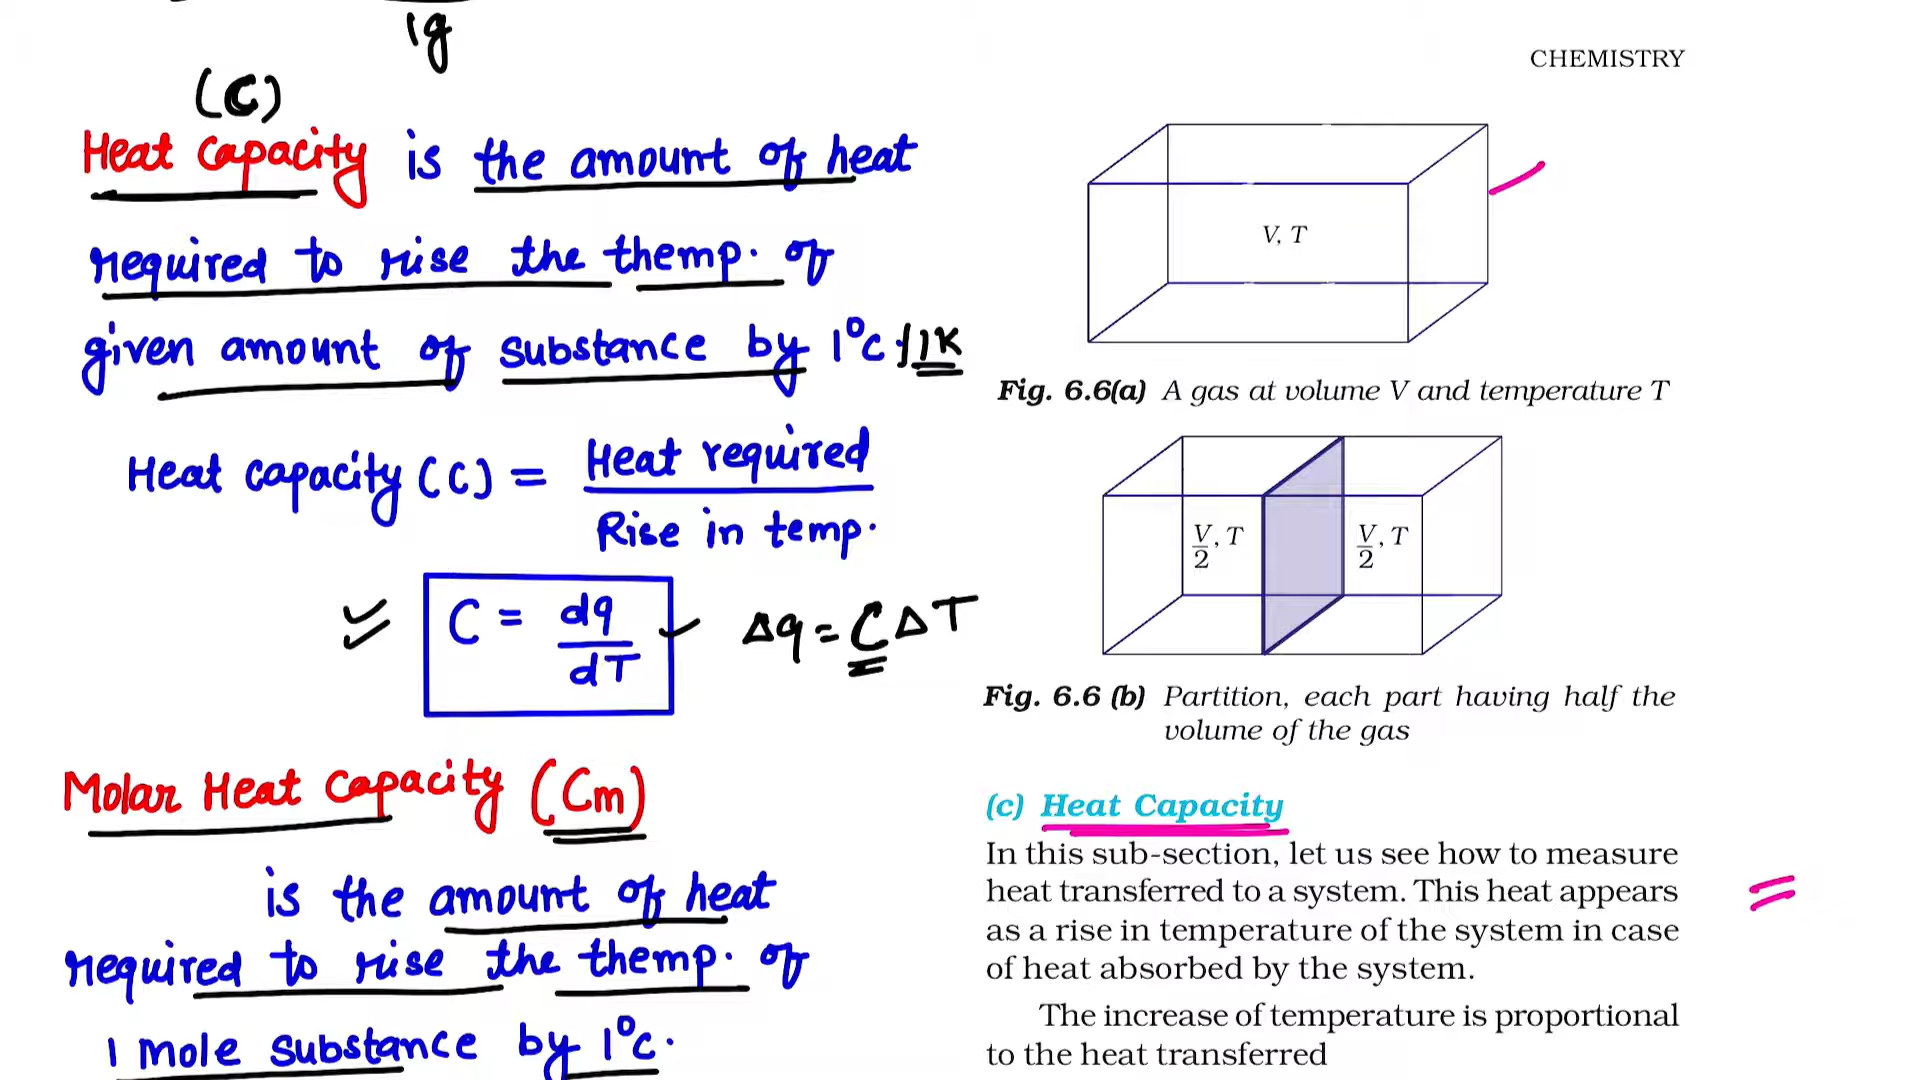 1g
(C)
Heat capacity is the amount of heat
required to rise the themp. of
given amount of substance by 1°C / 1K
Heat capacity (C) = Heat required
Rise in temp.
C = dq
dT
Δq = C ΔT
Molar Heat capacity (Cm)
is the amount of heat
required to rise the themp. of
1 mole substance by 1°C.
CHEMISTRY
V, T
Fig. 6.6(a) A gas at volume V and temperature T
V/2, T V/2, T
Fig. 6.6 (b) Partition, each part having half the
volume of the gas
(c) Heat Capacity
In this sub-section, let us see how to measure
heat transferred to a system. This heat appears
as a rise in temperature of the system in case
of heat absorbed by the system.
The increase of temperature is proportional
to the heat transferred